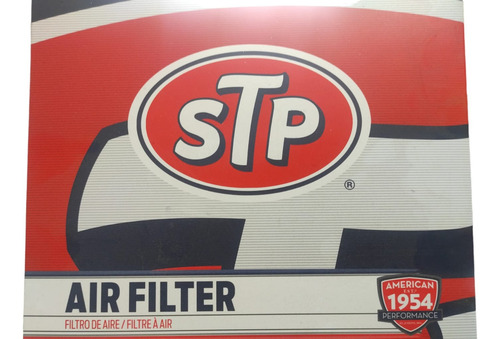 STP
®
AIR FILTER
FILTRO DE AIRE / FILTRE À AIR
AMERICAN
EST
1954
PERFORMANCE